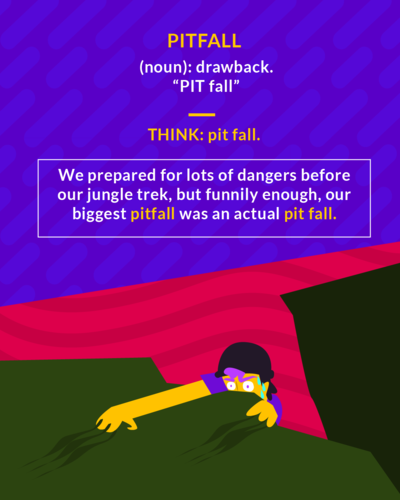 PITFALL
(noun): drawback.
“PIT fall”
THINK: pit fall.
We prepared for lots of dangers before
our jungle trek, but funnily enough, our
biggest pitfall was an actual pit fall.